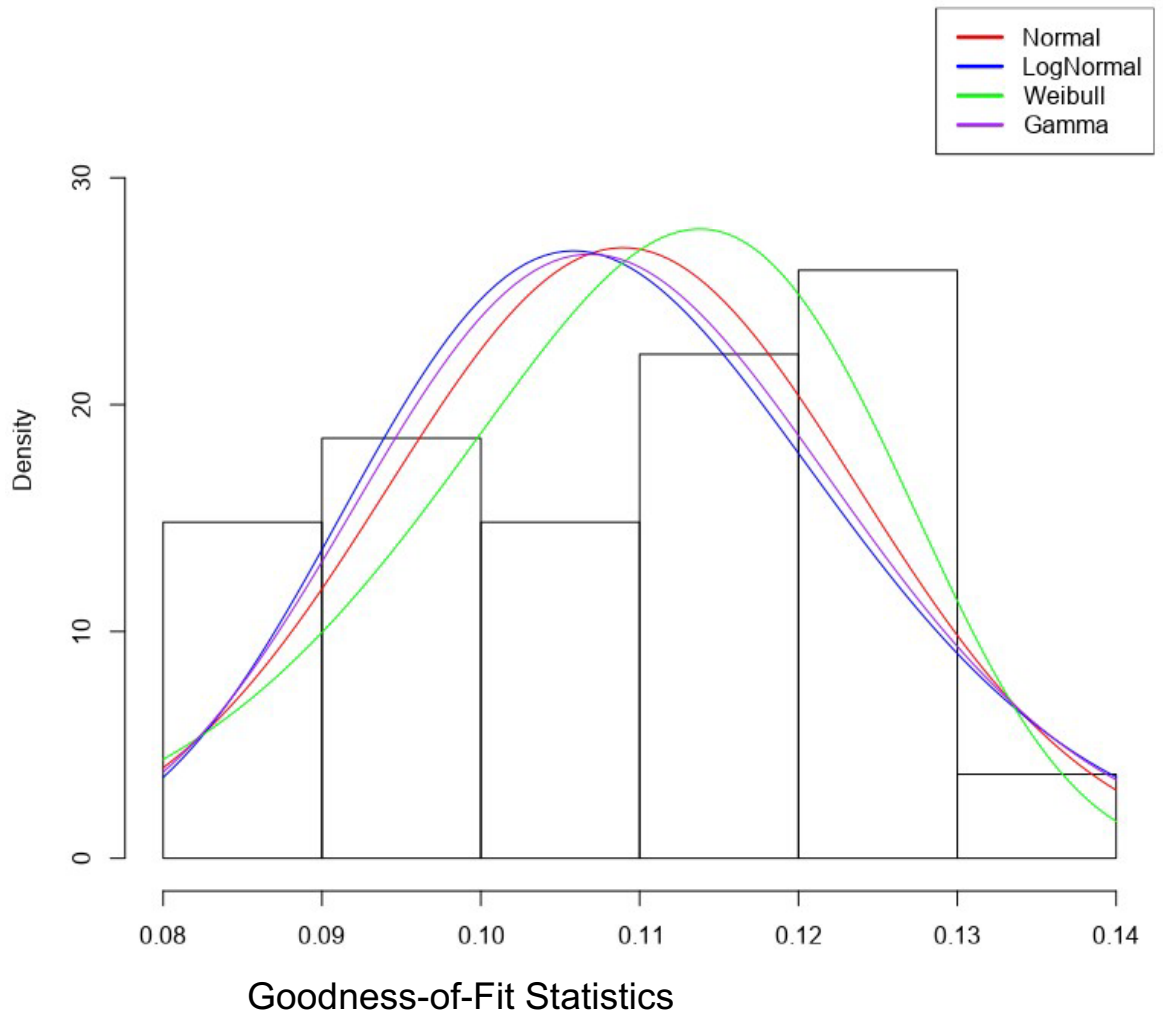 Normal
LogNormal
Weibull
Gamma
30
20
10
0
Density
0.08 0.09 0.10 0.11 0.12 0.13 0.14
Goodness-of-Fit Statistics